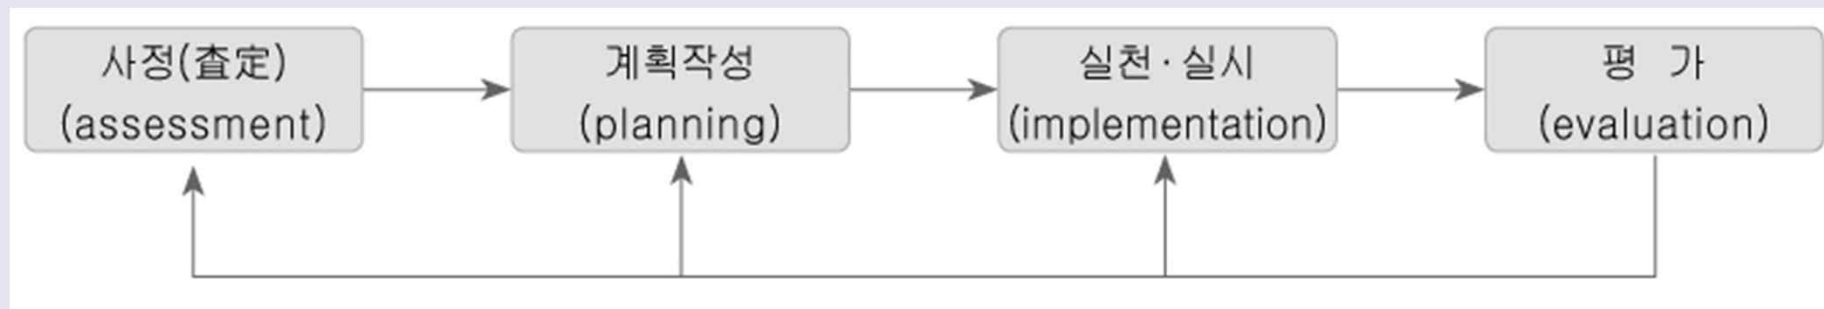 사정(査定)
(assessment)
계획작성
(planning)
실천·실시
(implementation)
평 가
(evaluation)